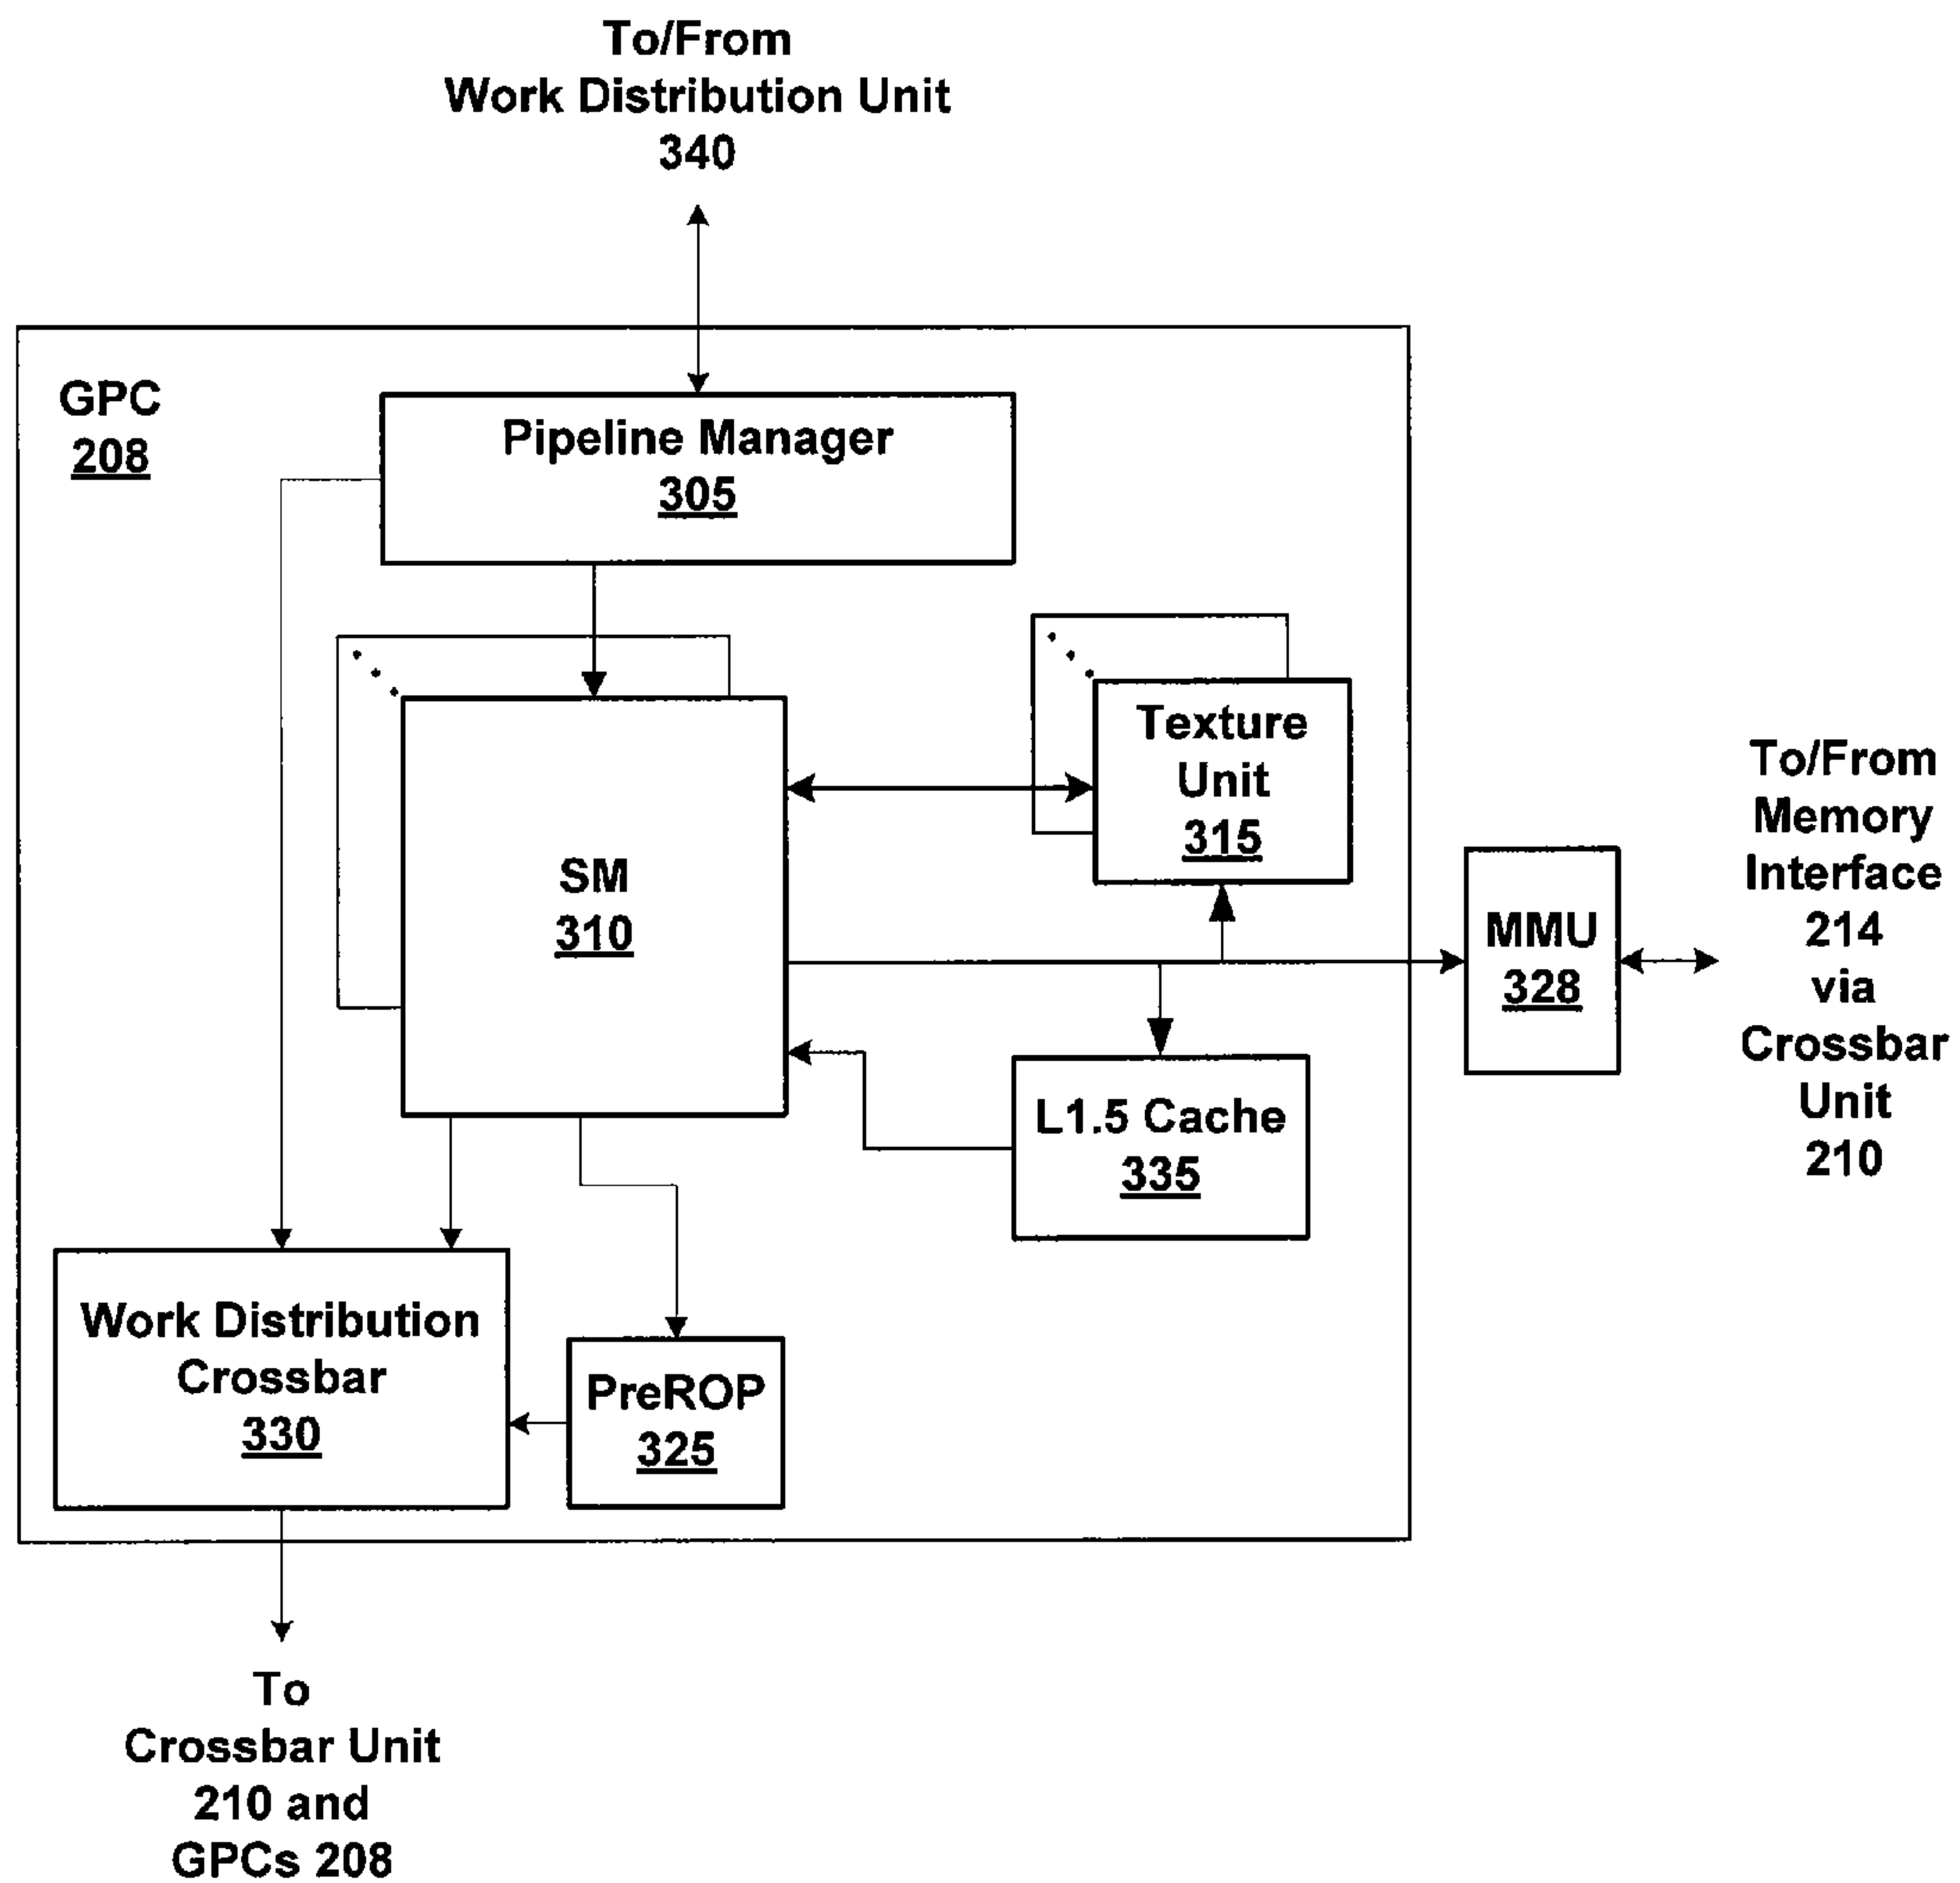 To/From
Work Distribution Unit
340
GPC
208
Pipeline Manager
305
Texture
Unit
315
SM
310
To/From
Memory
Interface
214
via
Crossbar
Unit
210
MMU
328
L1.5 Cache
335
Work Distribution
Crossbar
330
PreROP
325
To
Crossbar Unit
210 and
GPCs 208